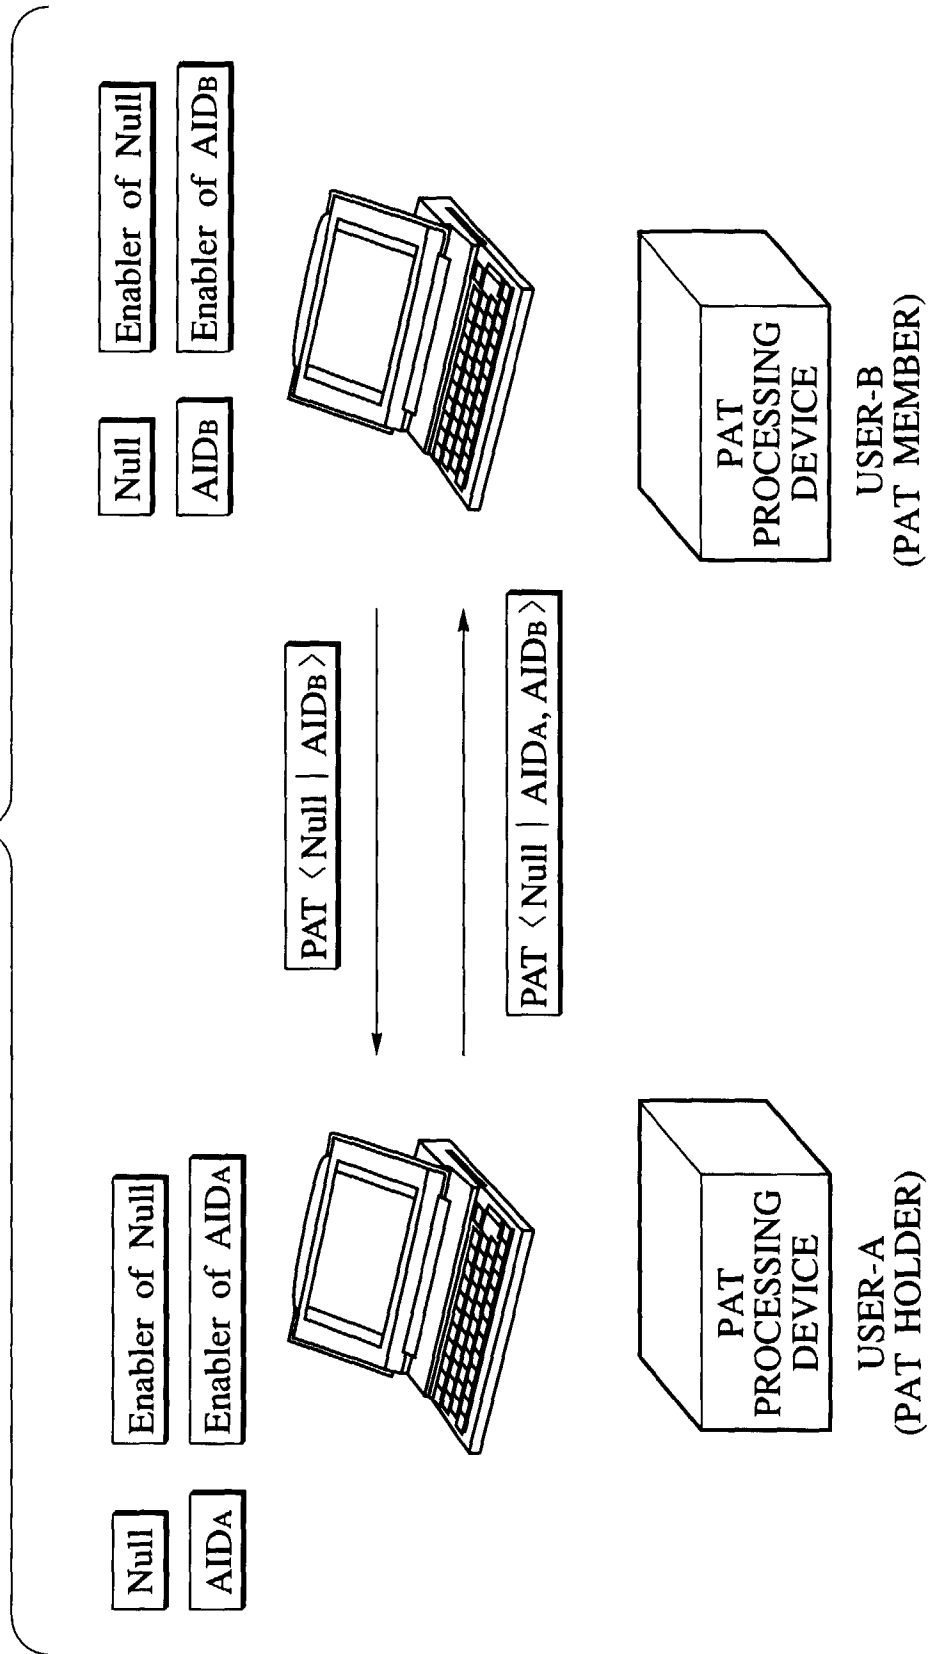 Null
Enabler of Null
AIDA
Enabler of AIDA
Null
Enabler of Null
AIDB
Enabler of AIDB
PAT <Null | AIDB>
PAT <Null | AIDA, AIDB>
PAT
PROCESSING
DEVICE
USER-A
(PAT HOLDER)
PAT
PROCESSING
DEVICE
USER-B
(PAT MEMBER)